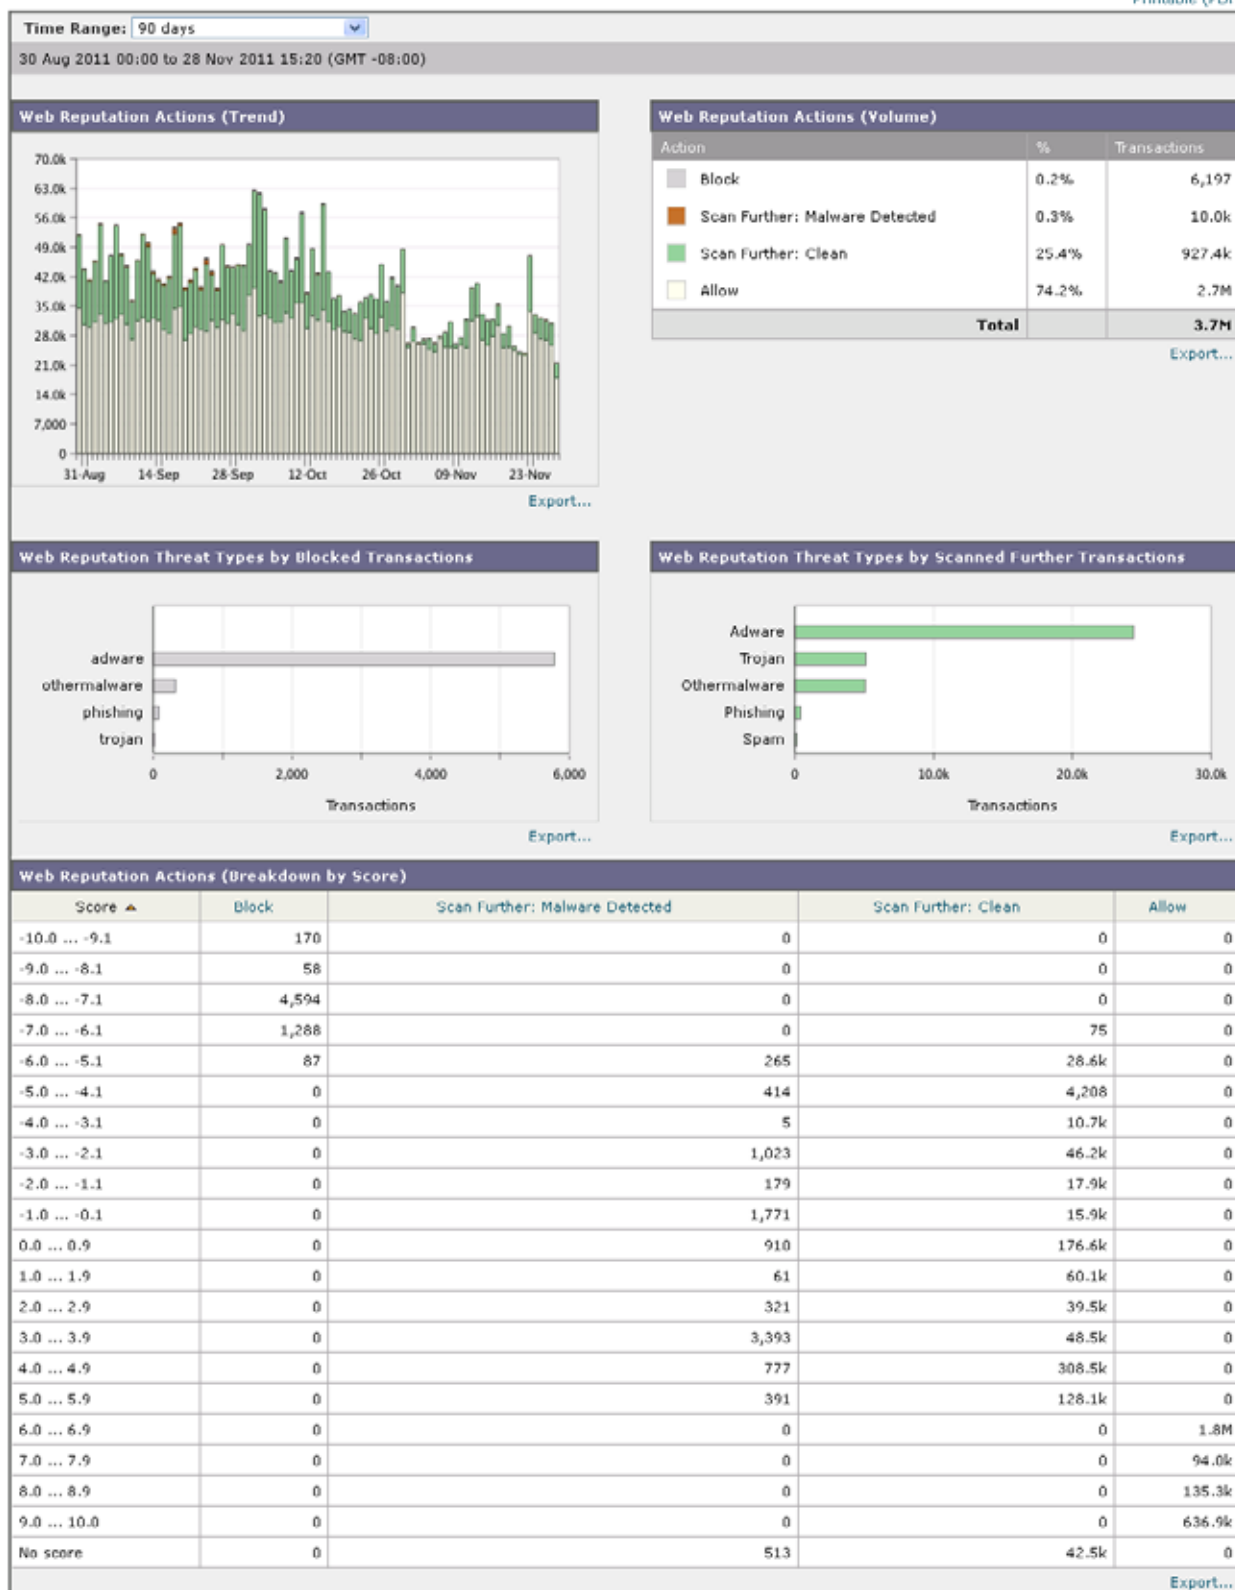 Printable (PDF
Time Range: 90 days
30 Aug 2011 00:00 to 28 Nov 2011 15:20 (GMT -08:00)
Web Reputation Actions (Trend)
70.0k
63.0k
56.0k
49.0k
42.0k
35.0k
28.0k
21.0k
14.0k
7,000
0
31-Aug 14-Sep 28-Sep 12-Oct 26-Oct 09-Nov 23-Nov
Export...
Web Reputation Actions (Volume)
Action % Transactions
Block 0.2% 6,197
Scan Further: Malware Detected 0.3% 10.0k
Scan Further: Clean 25.4% 927.4k
Allow 74.2% 2.7M
Total 3.7M
Export...
Web Reputation Threat Types by Blocked Transactions
adware
othermalware
phishing
trojan
0 2,000 4,000 6,000
Transactions
Export...
Web Reputation Threat Types by Scanned Further Transactions
Adware
Trojan
Othermalware
Phishing
Spam
0 10.0k 20.0k 30.0k
Transactions
Export...
Web Reputation Actions (Breakdown by Score)
Score Block Scan Further: Malware Detected Scan Further: Clean Allow
-10.0 ... -9.1 170 0 0 0
-9.0 ... -8.1 58 0 0 0
-8.0 ... -7.1 4,594 0 0 0
-7.0 ... -6.1 1,288 0 75 0
-6.0 ... -5.1 87 265 28.6k 0
-5.0 ... -4.1 0 414 4,208 0
-4.0 ... -3.1 0 5 10.7k 0
-3.0 ... -2.1 0 1,023 46.2k 0
-2.0 ... -1.1 0 179 17.9k 0
-1.0 ... -0.1 0 1,771 15.9k 0
0.0 ... 0.9 0 910 176.6k 0
1.0 ... 1.9 0 61 60.1k 0
2.0 ... 2.9 0 321 39.5k 0
3.0 ... 3.9 0 3,393 48.5k 0
4.0 ... 4.9 0 777 308.5k 0
5.0 ... 5.9 0 391 128.1k 0
6.0 ... 6.9 0 0 0 1.8M
7.0 ... 7.9 0 0 0 94.0k
8.0 ... 8.9 0 0 0 135.3k
9.0 ... 10.0 0 0 0 636.9k
No score 0 513 42.5k 0
Export...